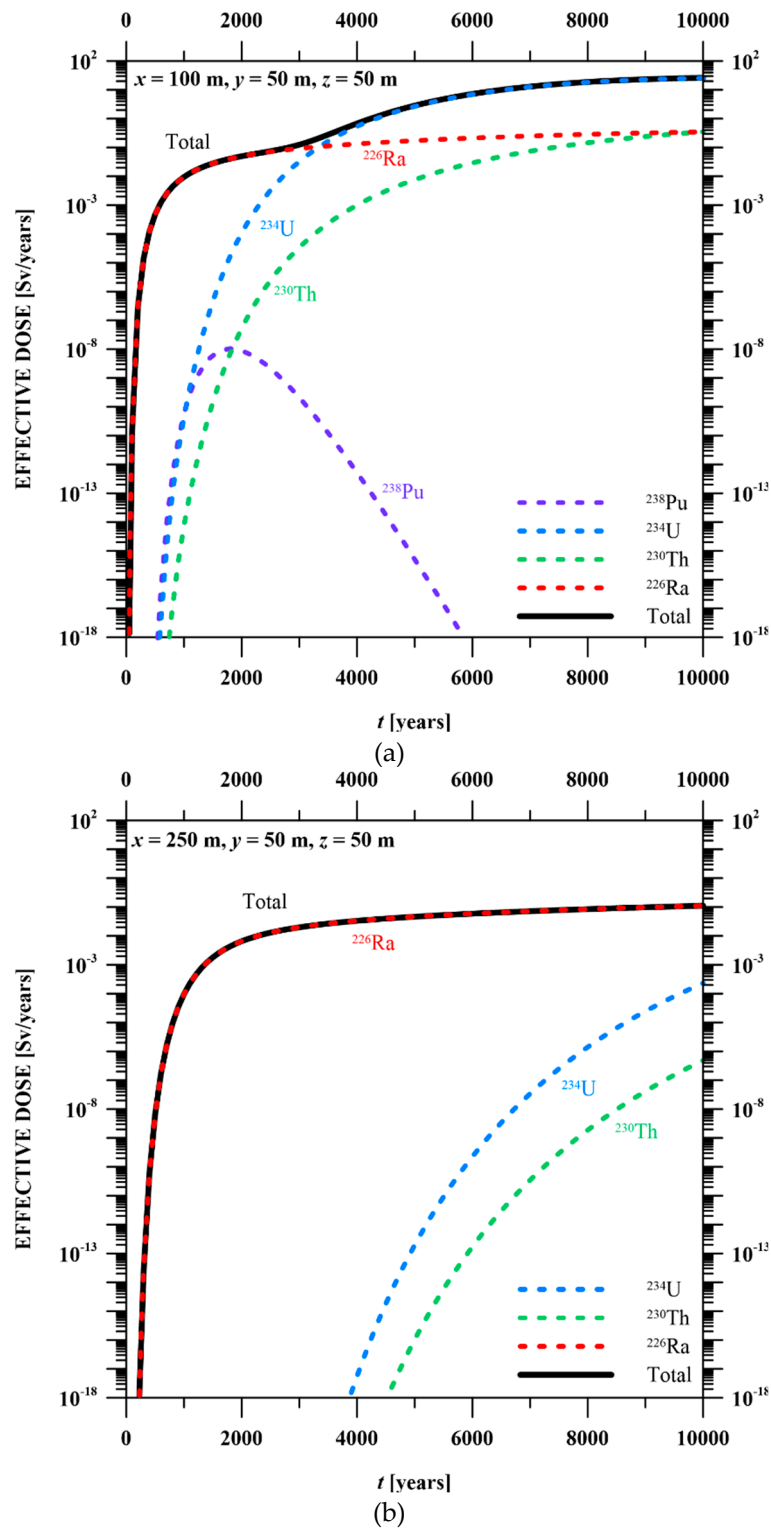 0 2000 4000 6000 8000 10000
10² 10²
x = 100 m, y = 50 m, z = 50 m
Total
²²⁶Ra
10⁻³ 10⁻³
²³⁴U
²³⁰Th
EFFECTIVE DOSE [Sv/years]
10⁻⁸ 10⁻⁸
²³⁸Pu
10⁻¹³ 10⁻¹³
²³⁸Pu
²³⁴U
²³⁰Th
²²⁶Ra
Total
10⁻¹⁸ 10⁻¹⁸
0 2000 4000 6000 8000 10000
t [years]
(a)
0 2000 4000 6000 8000 10000
10² 10²
x = 250 m, y = 50 m, z = 50 m
Total
²²⁶Ra
10⁻³ 10⁻³
EFFECTIVE DOSE [Sv/years]
²³⁴U
10⁻⁸ 10⁻⁸
²³⁰Th
10⁻¹³ 10⁻¹³
²³⁴U
²³⁰Th
²²⁶Ra
Total
10⁻¹⁸ 10⁻¹⁸
0 2000 4000 6000 8000 10000
t [years]
(b)